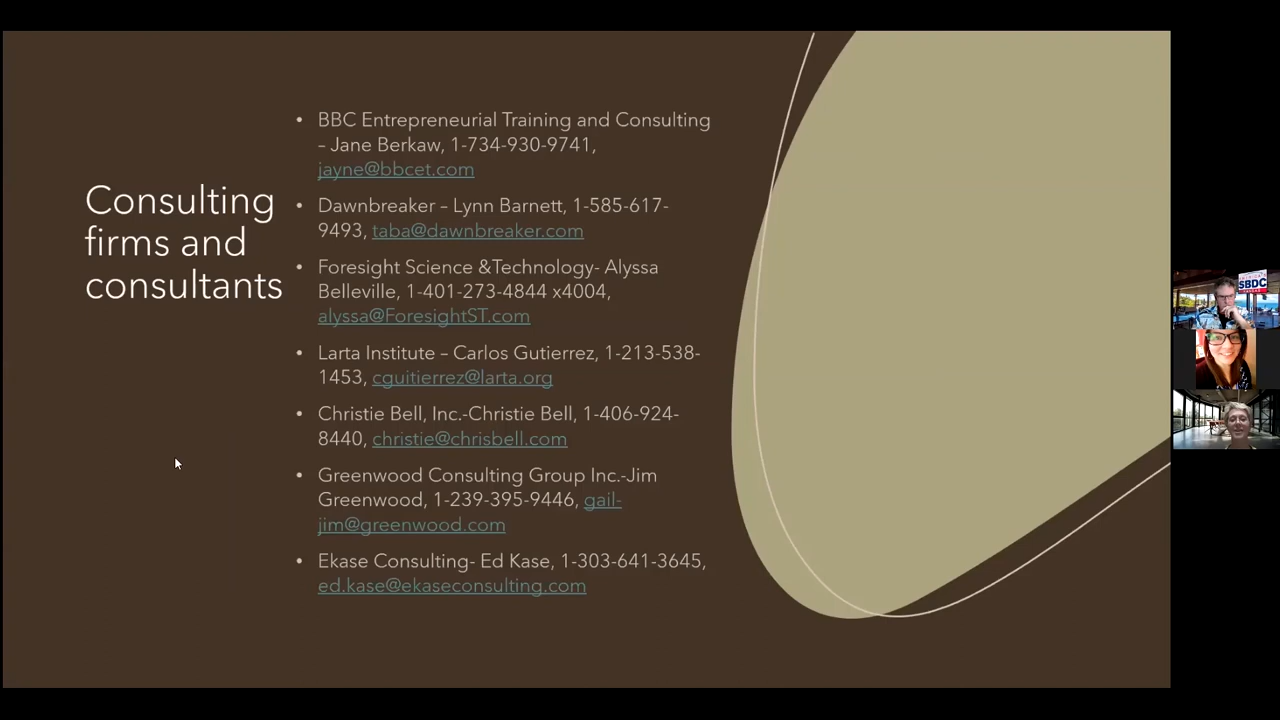 Consulting
firms and
consultants
• BBC Entrepreneurial Training and Consulting
– Jane Berkaw, 1-734-930-9741,
jayne@bbcet.com
• Dawnbreaker – Lynn Barnett, 1-585-617-
9493, taba@dawnbreaker.com
• Foresight Science &Technology- Alyssa
Belleville, 1-401-273-4844 x4004,
alyssa@ForesightST.com
• Larta Institute – Carlos Gutierrez, 1-213-538-
1453, cguitierrez@larta.org
• Christie Bell, Inc.-Christie Bell, 1-406-924-
8440, christie@chrisbell.com
• Greenwood Consulting Group Inc.-Jim
Greenwood, 1-239-395-9446, gail-
jim@greenwood.com
• Ekase Consulting- Ed Kase, 1-303-641-3645,
ed.kase@ekaseconsulting.com
SBDC